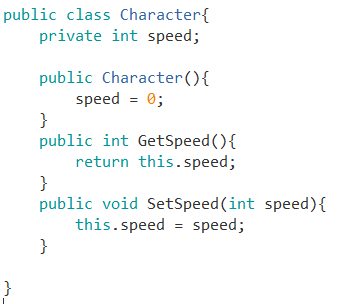 public class Character{
    private int speed;

    public Character(){
        speed = 0;
    }
    public int GetSpeed(){
        return this.speed;
    }
    public void SetSpeed(int speed){
        this.speed = speed;
    }

}